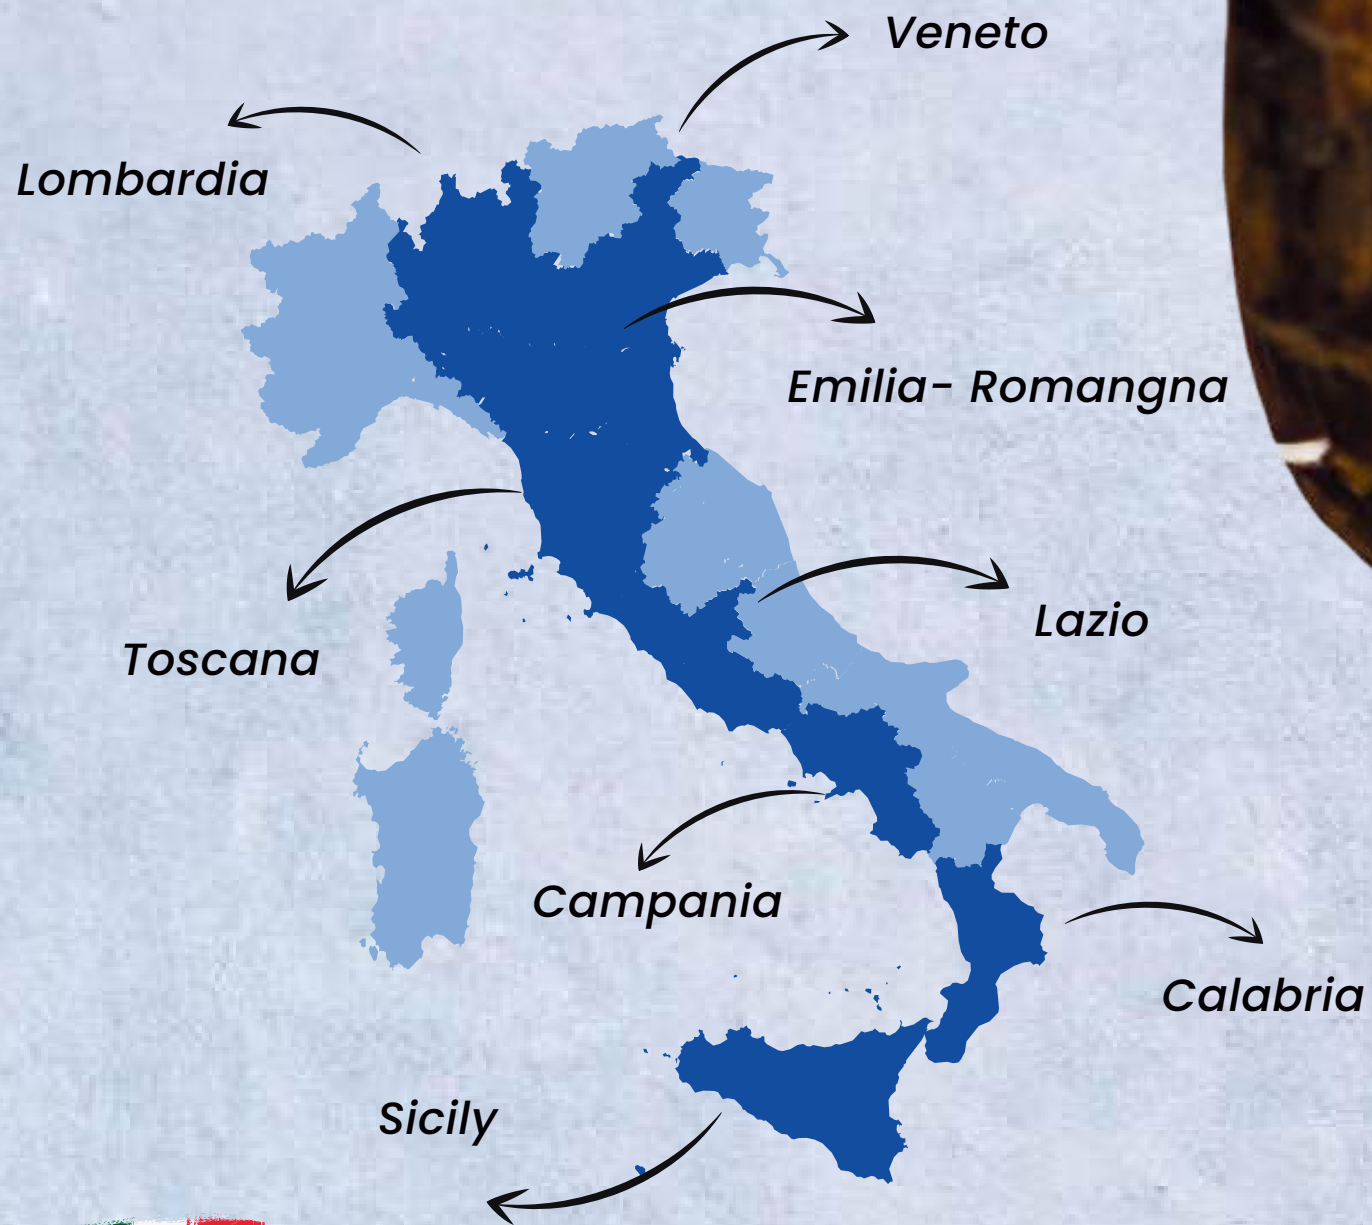 Veneto
Lombardia
Emilia- Romangna
Lazio
Toscana
Campania
Calabria
Sicily